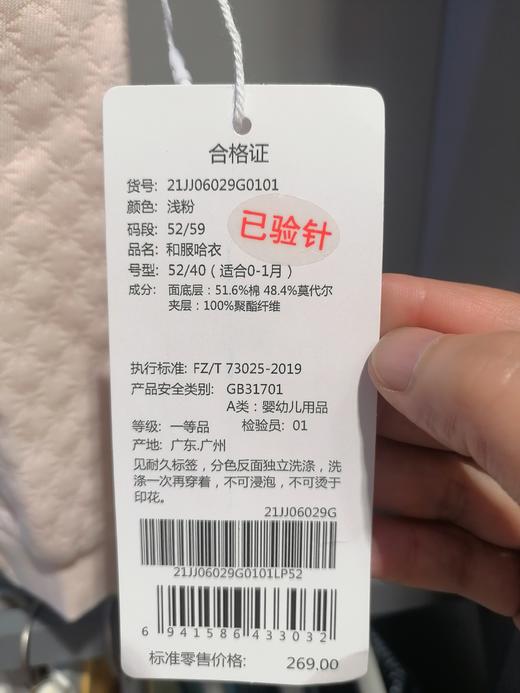 合格证
货号：21JJ06029G0101
颜色：浅粉
码段：52/59
已验针
品名：和服哈衣
号型：52/40（适合0-1月）
成分：面底层：51.6%棉 48.4%莫代尔
夹层：100%聚酯纤维
执行标准：FZ/T 73025-2019
产品安全类别： GB31701
A类：婴幼儿用品
等级：一等品 检验员：01
产地：广东.广州
见耐久标签，分色反面独立洗涤，洗
涤一次再穿着，不可浸泡，不可烫于
印花。
21JJ06029G
21JJ06029G0101LP52
6 941586 433032
标准零售价格： 269.00